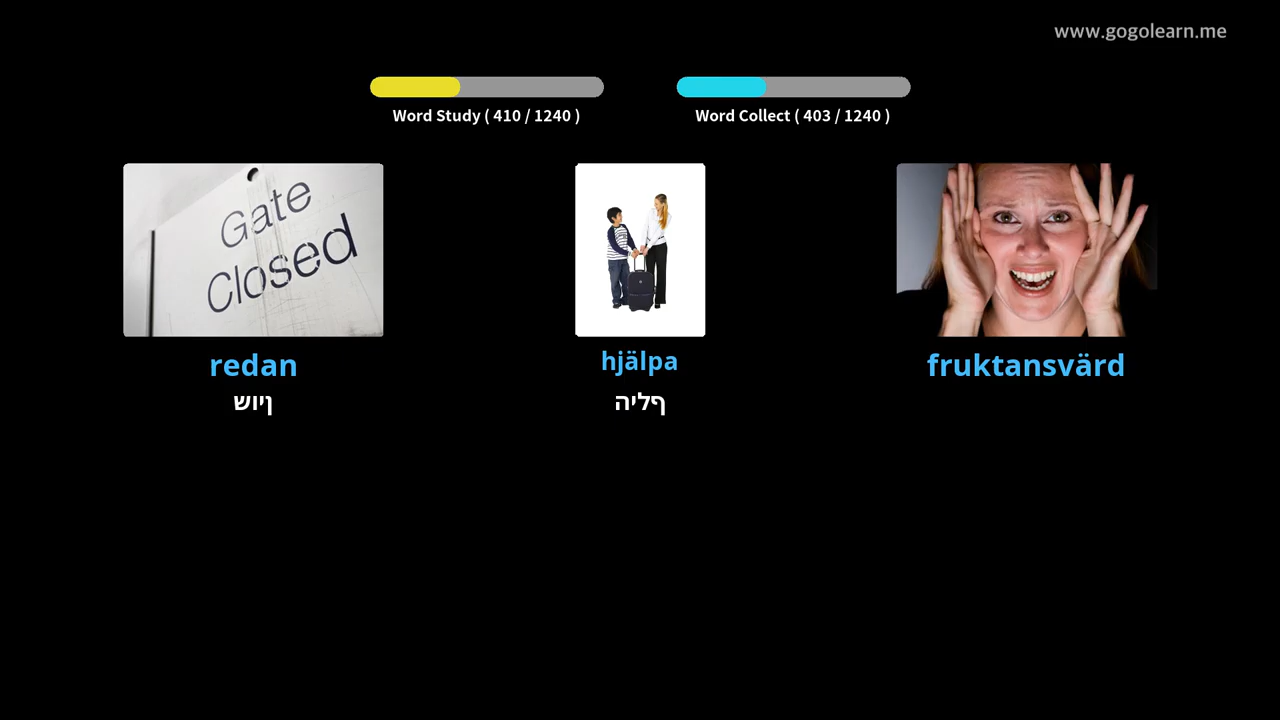 www.gogolearn.me
Word Study ( 410 / 1240 )
Word Collect ( 403 / 1240 )
Gate
Closed
redan
שוין
hjälpa
הילף
fruktansvärd